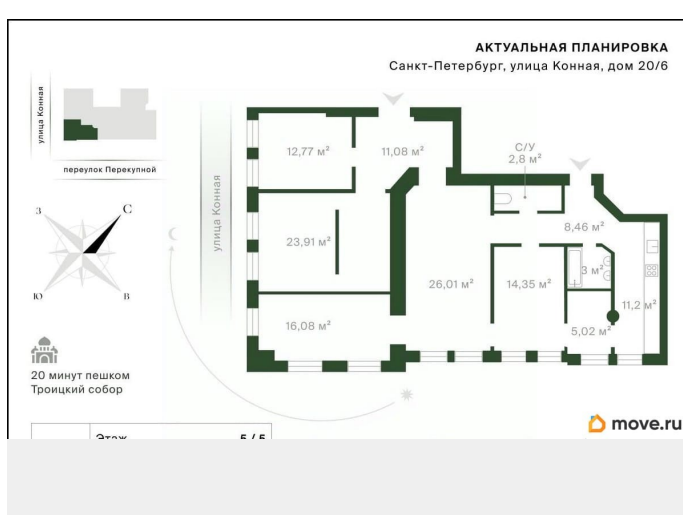 АКТУАЛЬНАЯ ПЛАНИРОВКА
Санкт-Петербург, улица Конная, дом 20/6
улица Конная
переулок Перекупной
З
С
Ю
В
улица Конная
12,77 м²
11,08 м²
С/У
2,8 м²
8,46 м²
23,91 м²
26,01 м²
14,35 м²
3 м²
11,2 м²
16,08 м²
5,02 м²
20 минут пешком
Троицкий собор
Этаж
5 / 5
move.ru